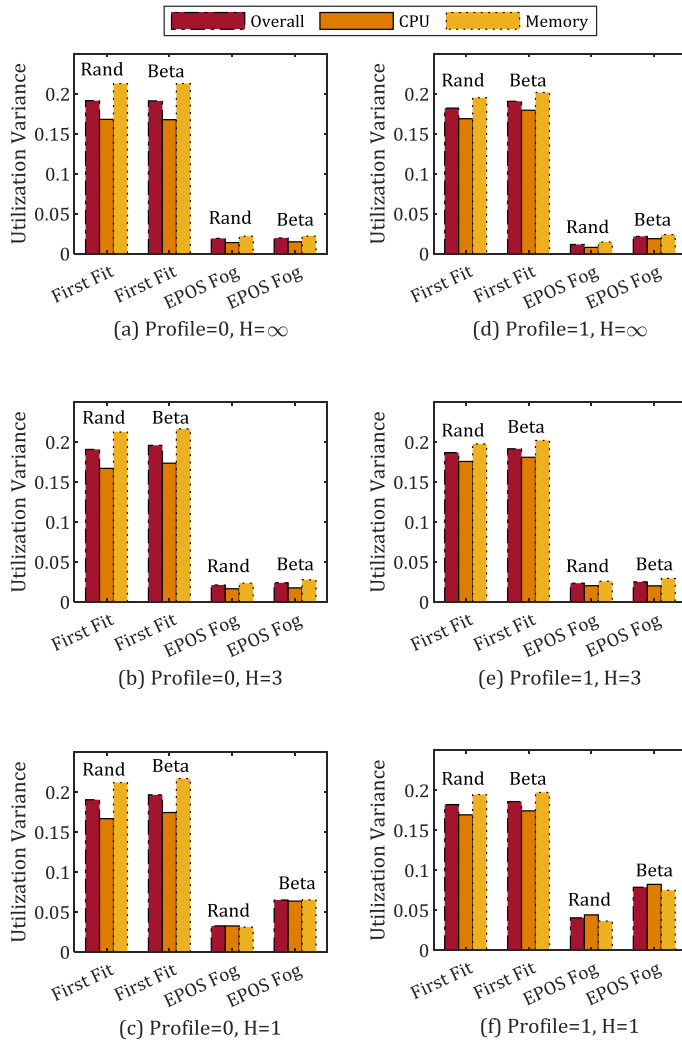 Overall CPU Memory
Utilization Variance
0.2
0.15
0.1
0.05
0
Rand
Beta
Rand
Beta
First Fit
First Fit
EPOS Fog
EPOS Fog
(a) Profile=0, H=∞
Utilization Variance
0.2
0.15
0.1
0.05
0
Rand
Beta
Rand
Beta
First Fit
First Fit
EPOS Fog
EPOS Fog
(d) Profile=1, H=∞
Utilization Variance
0.2
0.15
0.1
0.05
0
Rand
Beta
Rand
Beta
First Fit
First Fit
EPOS Fog
EPOS Fog
(b) Profile=0, H=3
Utilization Variance
0.2
0.15
0.1
0.05
0
Rand
Beta
Rand
Beta
First Fit
First Fit
EPOS Fog
EPOS Fog
(e) Profile=1, H=3
Utilization Variance
0.2
0.15
0.1
0.05
0
Rand
Beta
Rand
Beta
First Fit
First Fit
EPOS Fog
EPOS Fog
(c) Profile=0, H=1
Utilization Variance
0.2
0.15
0.1
0.05
0
Rand
Beta
Rand
Beta
First Fit
First Fit
EPOS Fog
EPOS Fog
(f) Profile=1, H=1